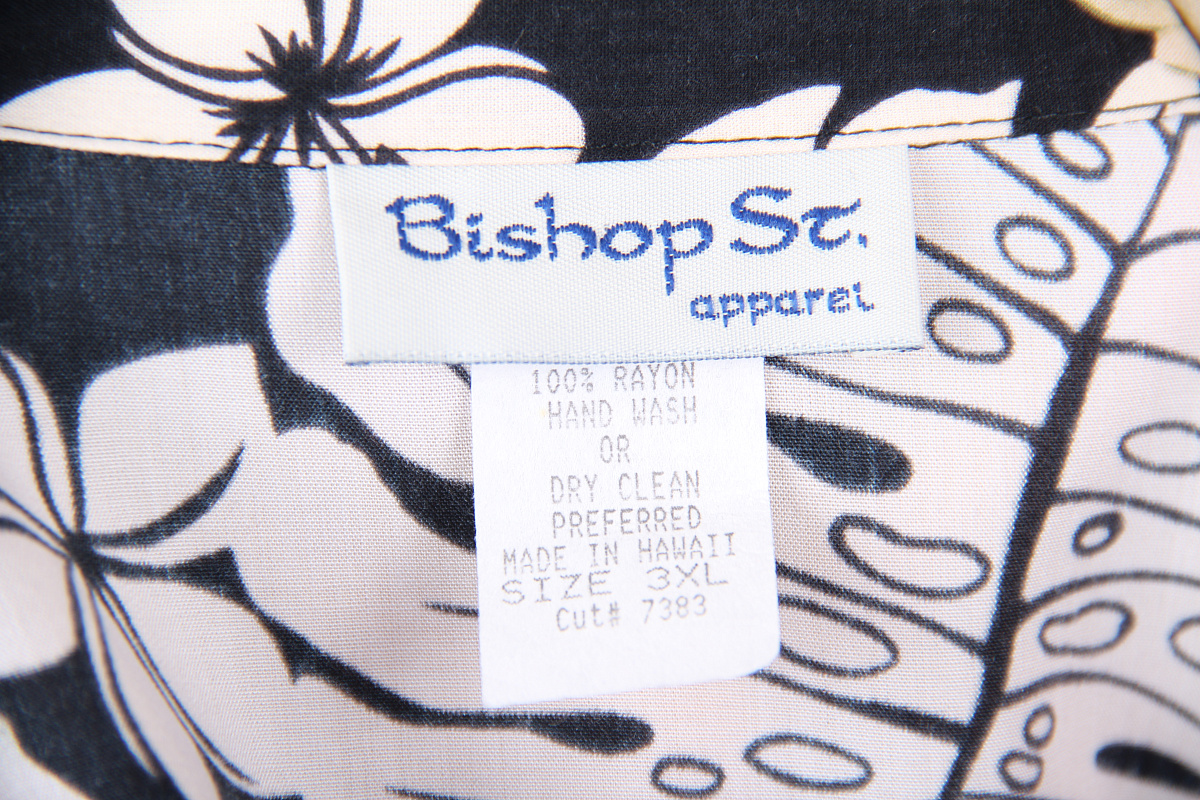 Bishop St.
apparel
100% RAYON
HAND WASH
OR
DRY CLEAN
PREFERRED
MADE IN HAWAII
SIZE 3XL
Cut# 7383